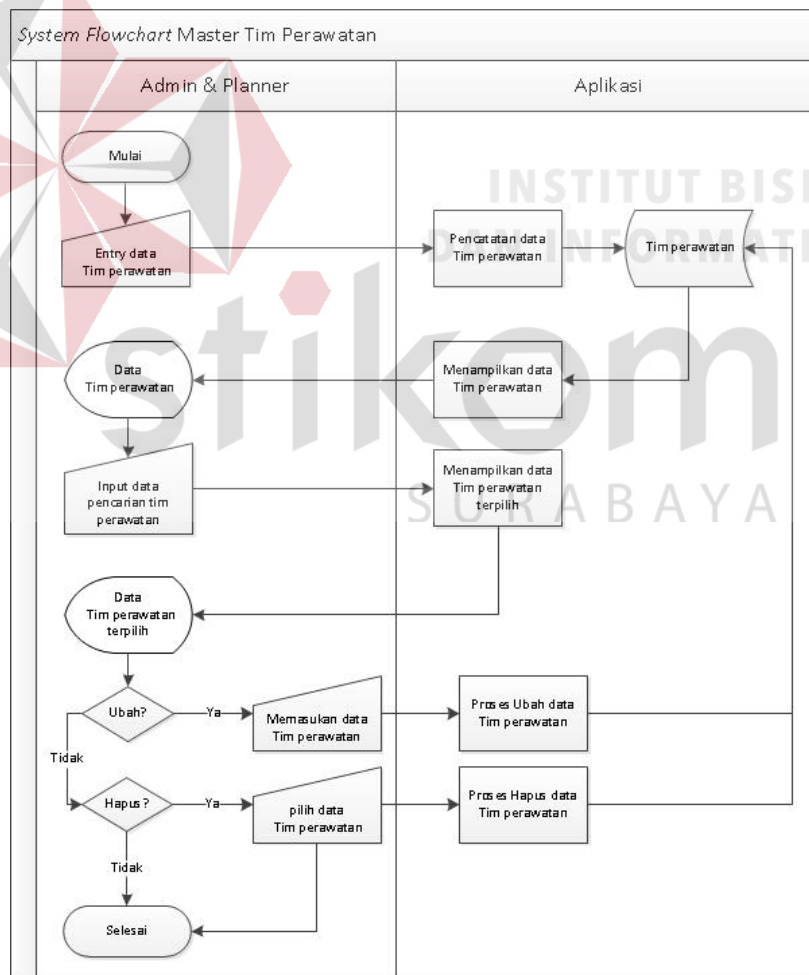 System Flowchart Master Tim Perawatan
Admin & Planner
Aplikasi
Mulai
INSTITUT BISI
DAN INFORMATI
Entry data
Tim perawatan
Pencatatan data
Tim perawatan
Tim perawatan
stikom
SURABAYA
Data
Tim perawatan
Menampilkan data
Tim perawatan
Input data
pencarian tim
perawatan
Menampilkan data
Tim perawatan
terpilih
Data
Tim perawatan
terpilih
Ubah?
Ya
Memasukan data
Tim perawatan
Proses Ubah data
Tim perawatan
Tidak
Hapus?
Ya
pilih data
Tim perawatan
Proses Hapus data
Tim perawatan
Tidak
Selesai